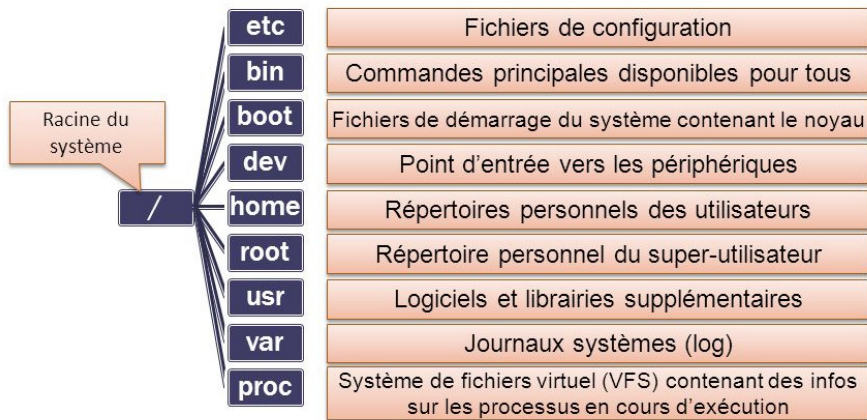 etc
Fichiers de configuration
bin
Commandes principales disponibles pour tous
Racine du
système
boot
Fichiers de démarrage du système contenant le noyau
dev
Point d’entrée vers les périphériques
/
home
Répertoires personnels des utilisateurs
root
Répertoire personnel du super-utilisateur
usr
Logiciels et librairies supplémentaires
var
Journaux systèmes (log)
proc
Système de fichiers virtuel (VFS) contenant des infos
sur les processus en cours d’exécution